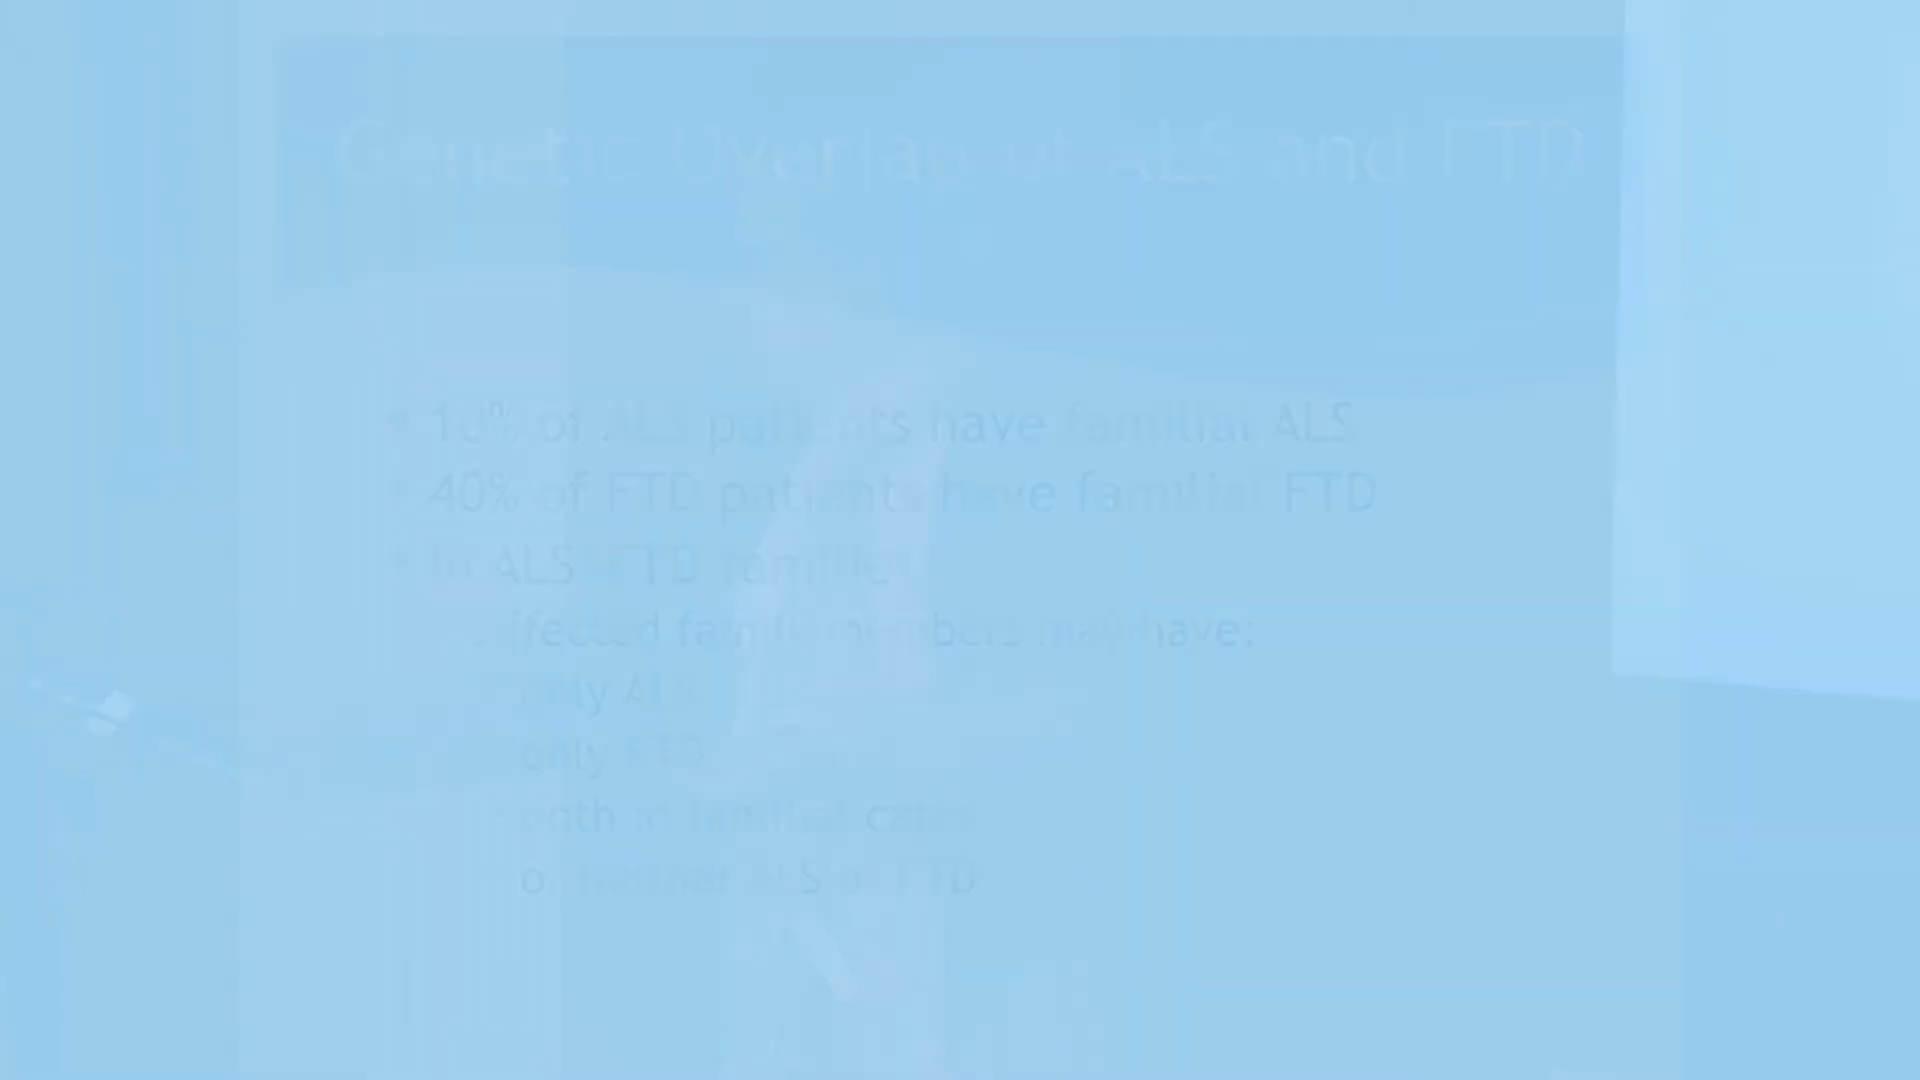 Genetic Overlap of ALS and FTD
• 10% of ALS patients have familial ALS
• 40% of FTD patients have familial FTD
• In ALS-FTD families
affected family members may have:
only ALS
only FTD
both in familial cases
or neither ALS or FTD